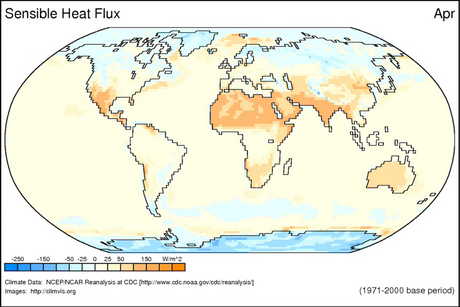 Sensible Heat Flux
Apr
-250 -150 -50 -25 0 25 50 150 W/m^2
Climate Data: NCEP/NCAR Reanalysis at CDC [http://www.cdc.noaa.gov/cdc/reanalysis/]
Images: http://climvis.org
(1971-2000 base period)